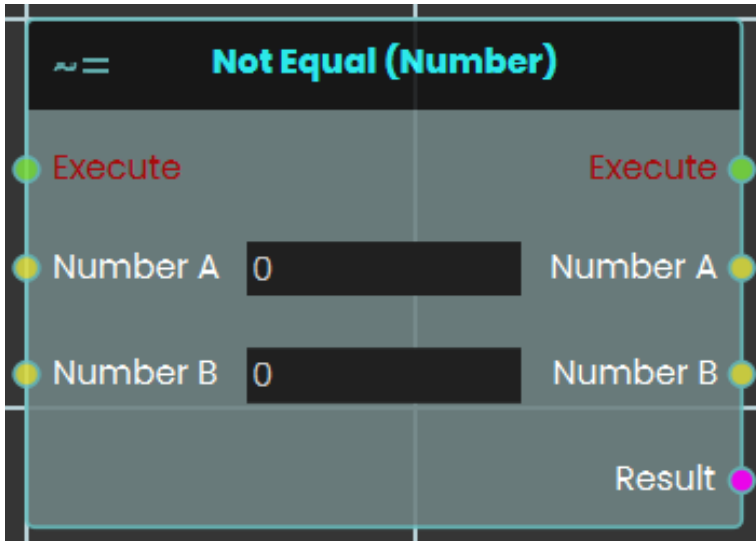 ~= Not Equal (Number)
Execute Execute
Number A 0 Number A
Number B 0 Number B
Result